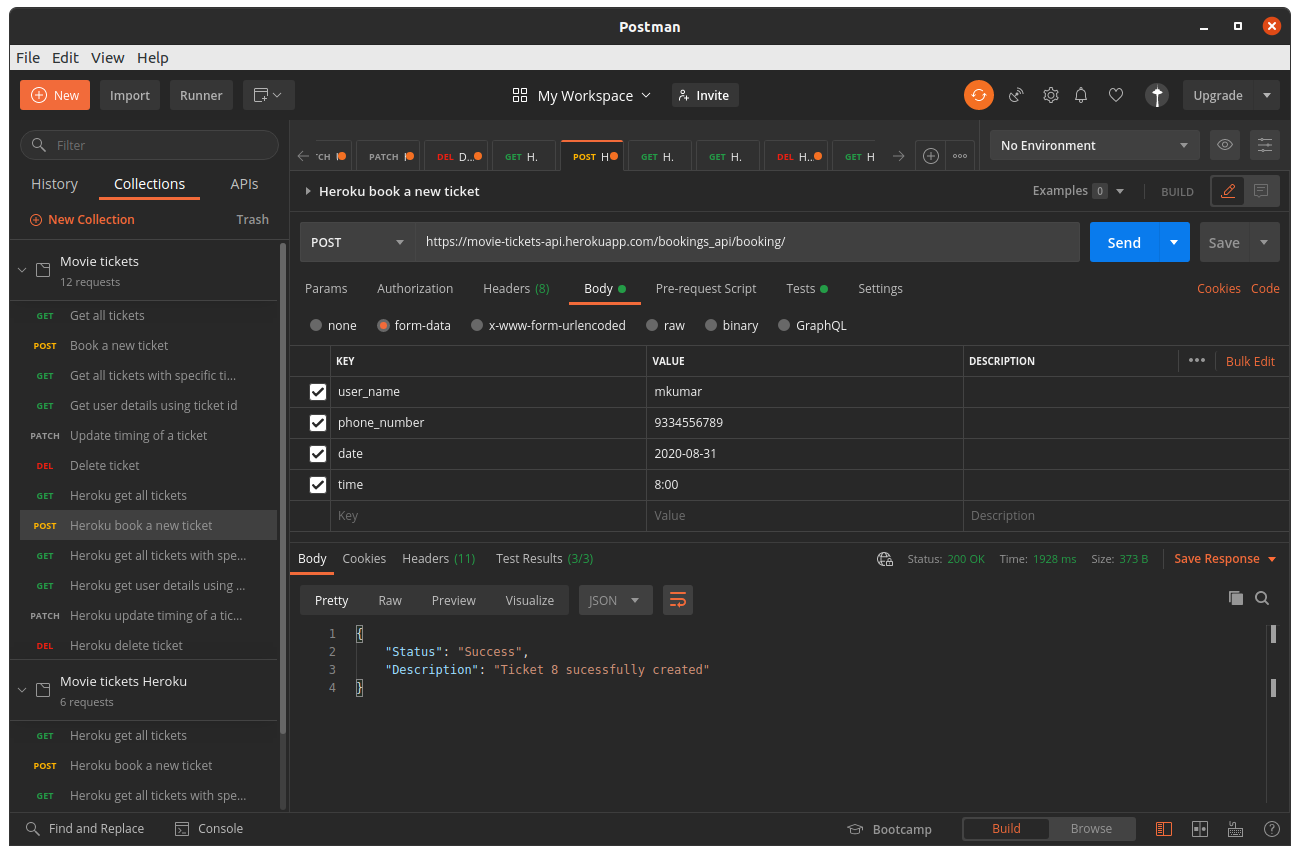 Postman
File Edit View Help
New Import Runner My Workspace Invite Upgrade
Filter
History Collections APIs
New Collection Trash
Movie tickets
12 requests
GET Get all tickets
POST Book a new ticket
GET Get all tickets with specific ti...
GET Get user details using ticket id
PATCH Update timing of a ticket
DEL Delete ticket
GET Heroku get all tickets
POST Heroku book a new ticket
GET Heroku get all tickets with spe...
GET Heroku get user details using ...
PATCH Heroku update timing of a tic...
DEL Heroku delete ticket
Movie tickets Heroku
6 requests
GET Heroku get all tickets
POST Heroku book a new ticket
GET Heroku get all tickets with spe...
TCH PATCH DEL D... GET H. POST H GET H. GET H. DEL H... GET H
No Environment
Heroku book a new ticket Examples 0 BUILD
POST https://movie-tickets-api.herokuapp.com/bookings_api/booking/ Send Save
Params Authorization Headers (8) Body Pre-request Script Tests Settings Cookies Code
none form-data x-www-form-urlencoded raw binary GraphQL
KEY VALUE DESCRIPTION Bulk Edit
user_name mkumar
phone_number 9334556789
date 2020-08-31
time 8:00
Key Value Description
Body Cookies Headers (11) Test Results (3/3) Status: 200 OK Time: 1928 ms Size: 373 B Save Response
Pretty Raw Preview Visualize JSON
1 {
2 "Status": "Success",
3 "Description": "Ticket 8 sucessfully created"
4 }
Find and Replace Console Bootcamp Build Browse